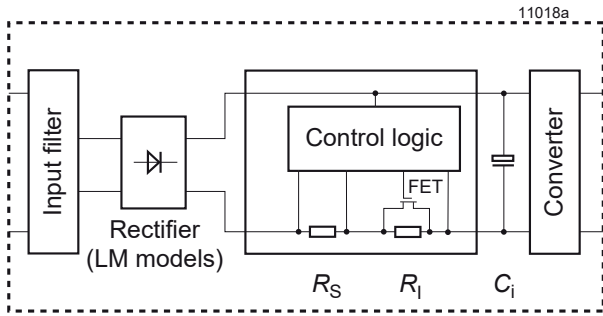 11018a
Input filter
Rectifier
(LM models)
Control logic
FET
Converter
RS
RI
Ci